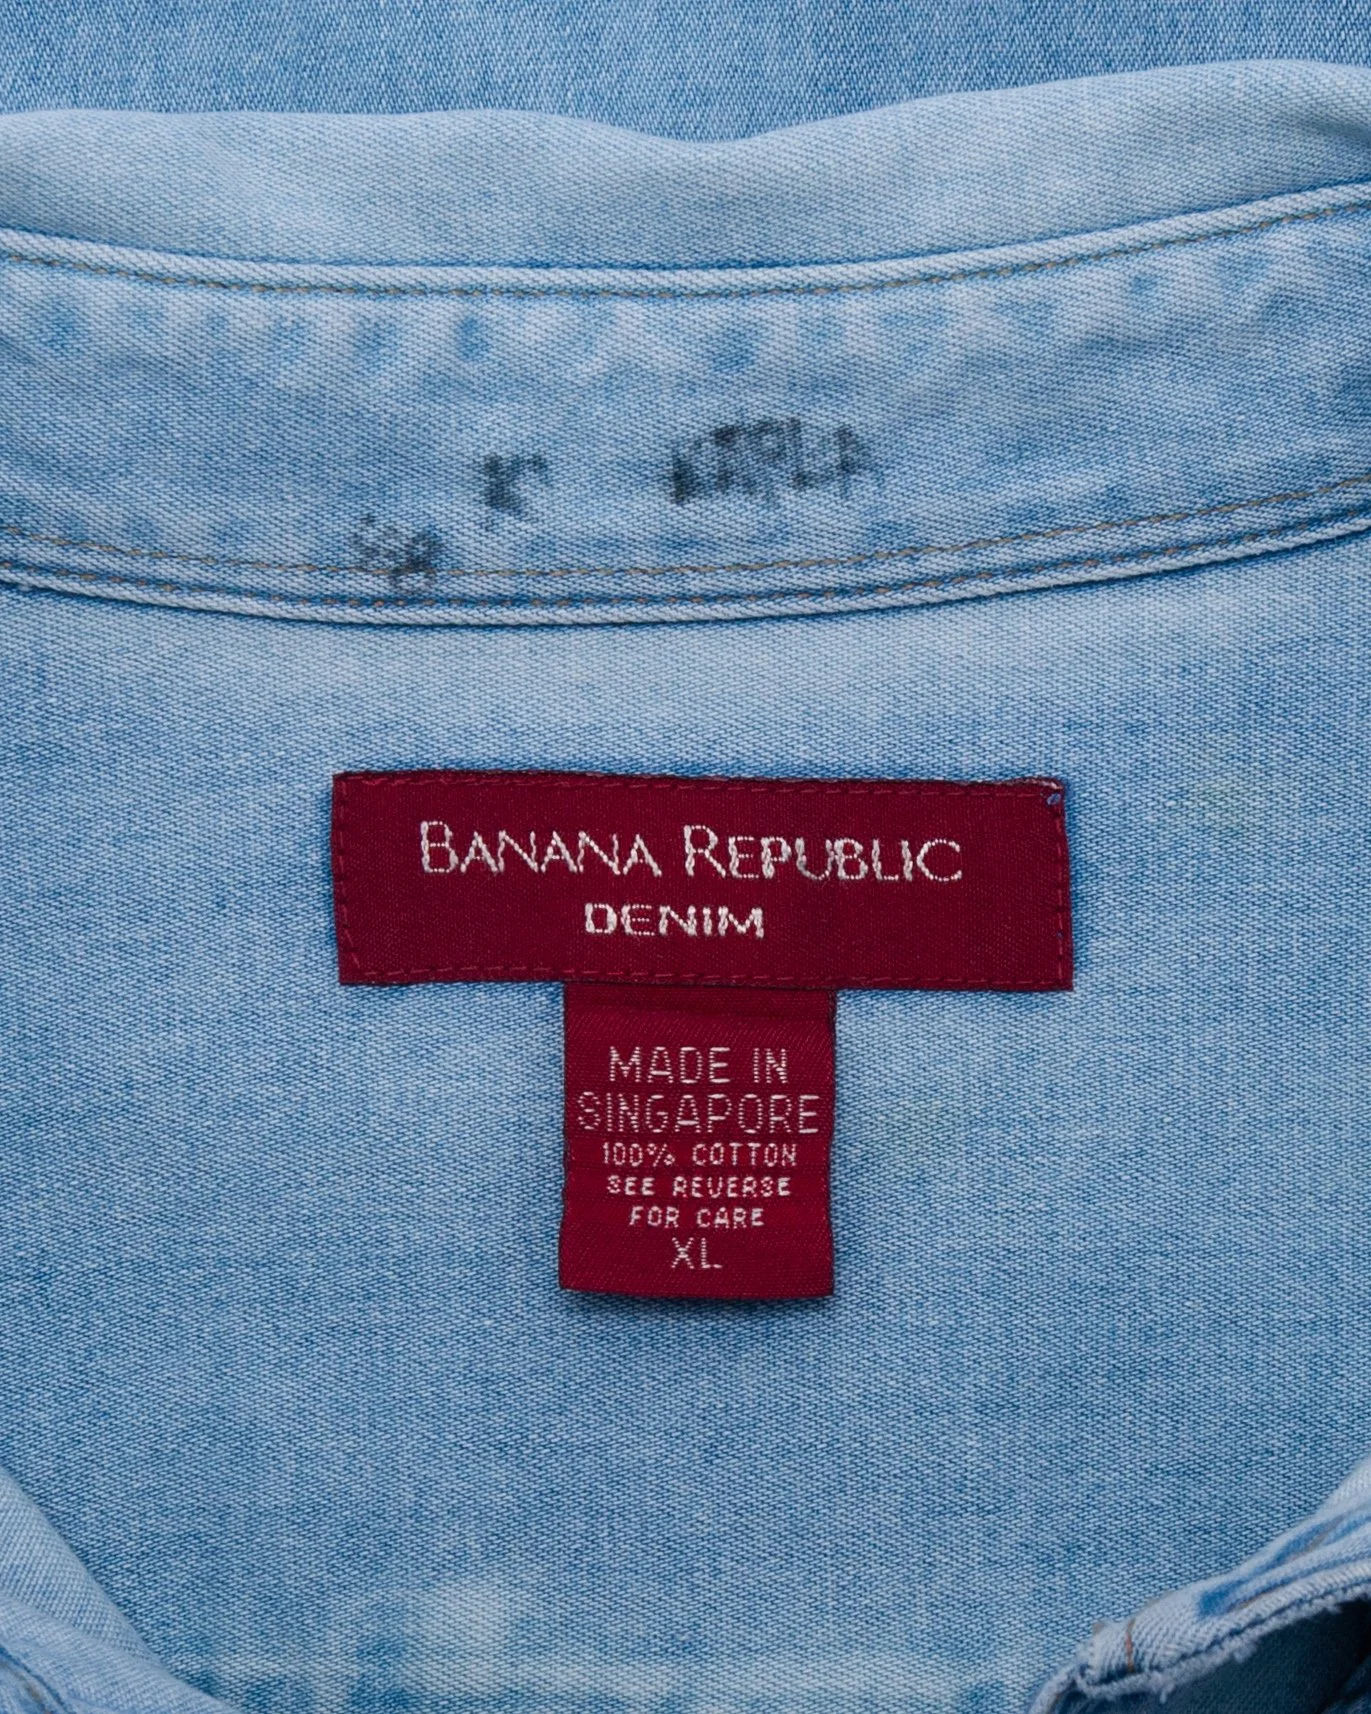 BANANA REPUBLIC
DENIM
MADE IN
SINGAPORE
100% COTTON
SEE REVERSE
FOR CARE
XL